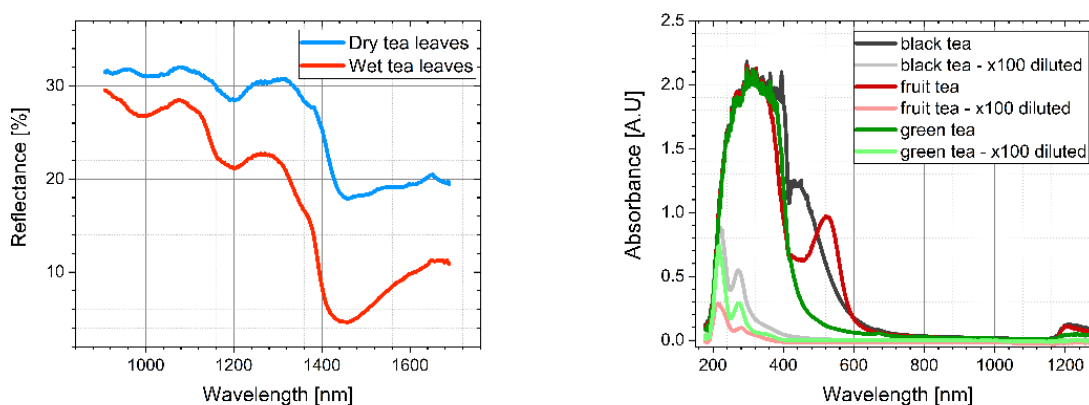 Reflectance [%]
30
20
10
Dry tea leaves
Wet tea leaves
1000
1200
1400
1600
Wavelength [nm]
Absorbance [A.U]
2.5
2.0
1.5
1.0
0.5
0.0
black tea
black tea - x100 diluted
fruit tea
fruit tea - x100 diluted
green tea
green tea - x100 diluted
200
400
600
800
1000
1200
Wavelength [nm]